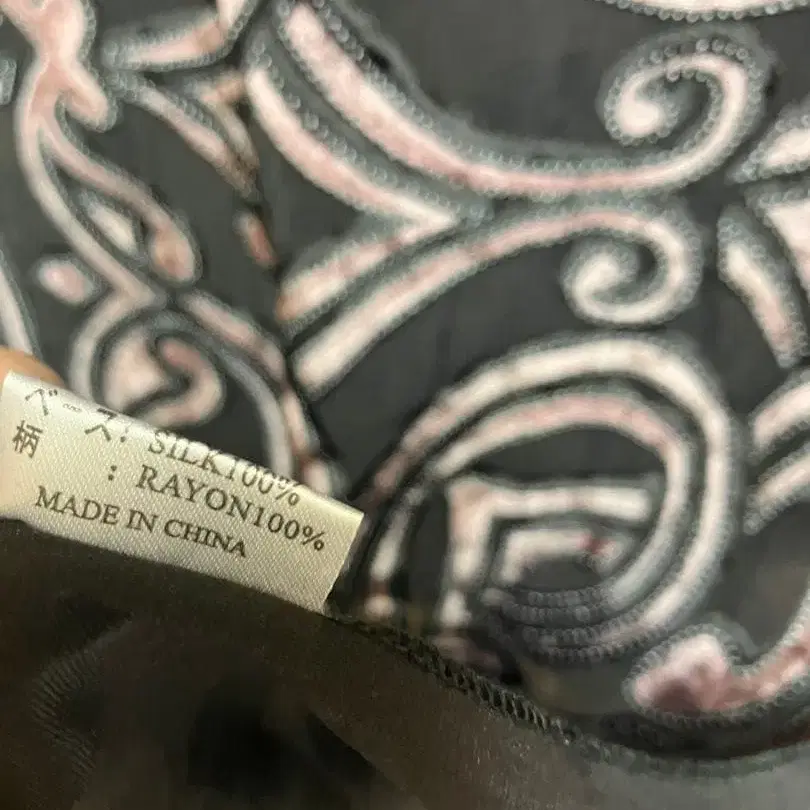 ベース: SILK100%
柄 : RAYON100%
MADE IN CHINA